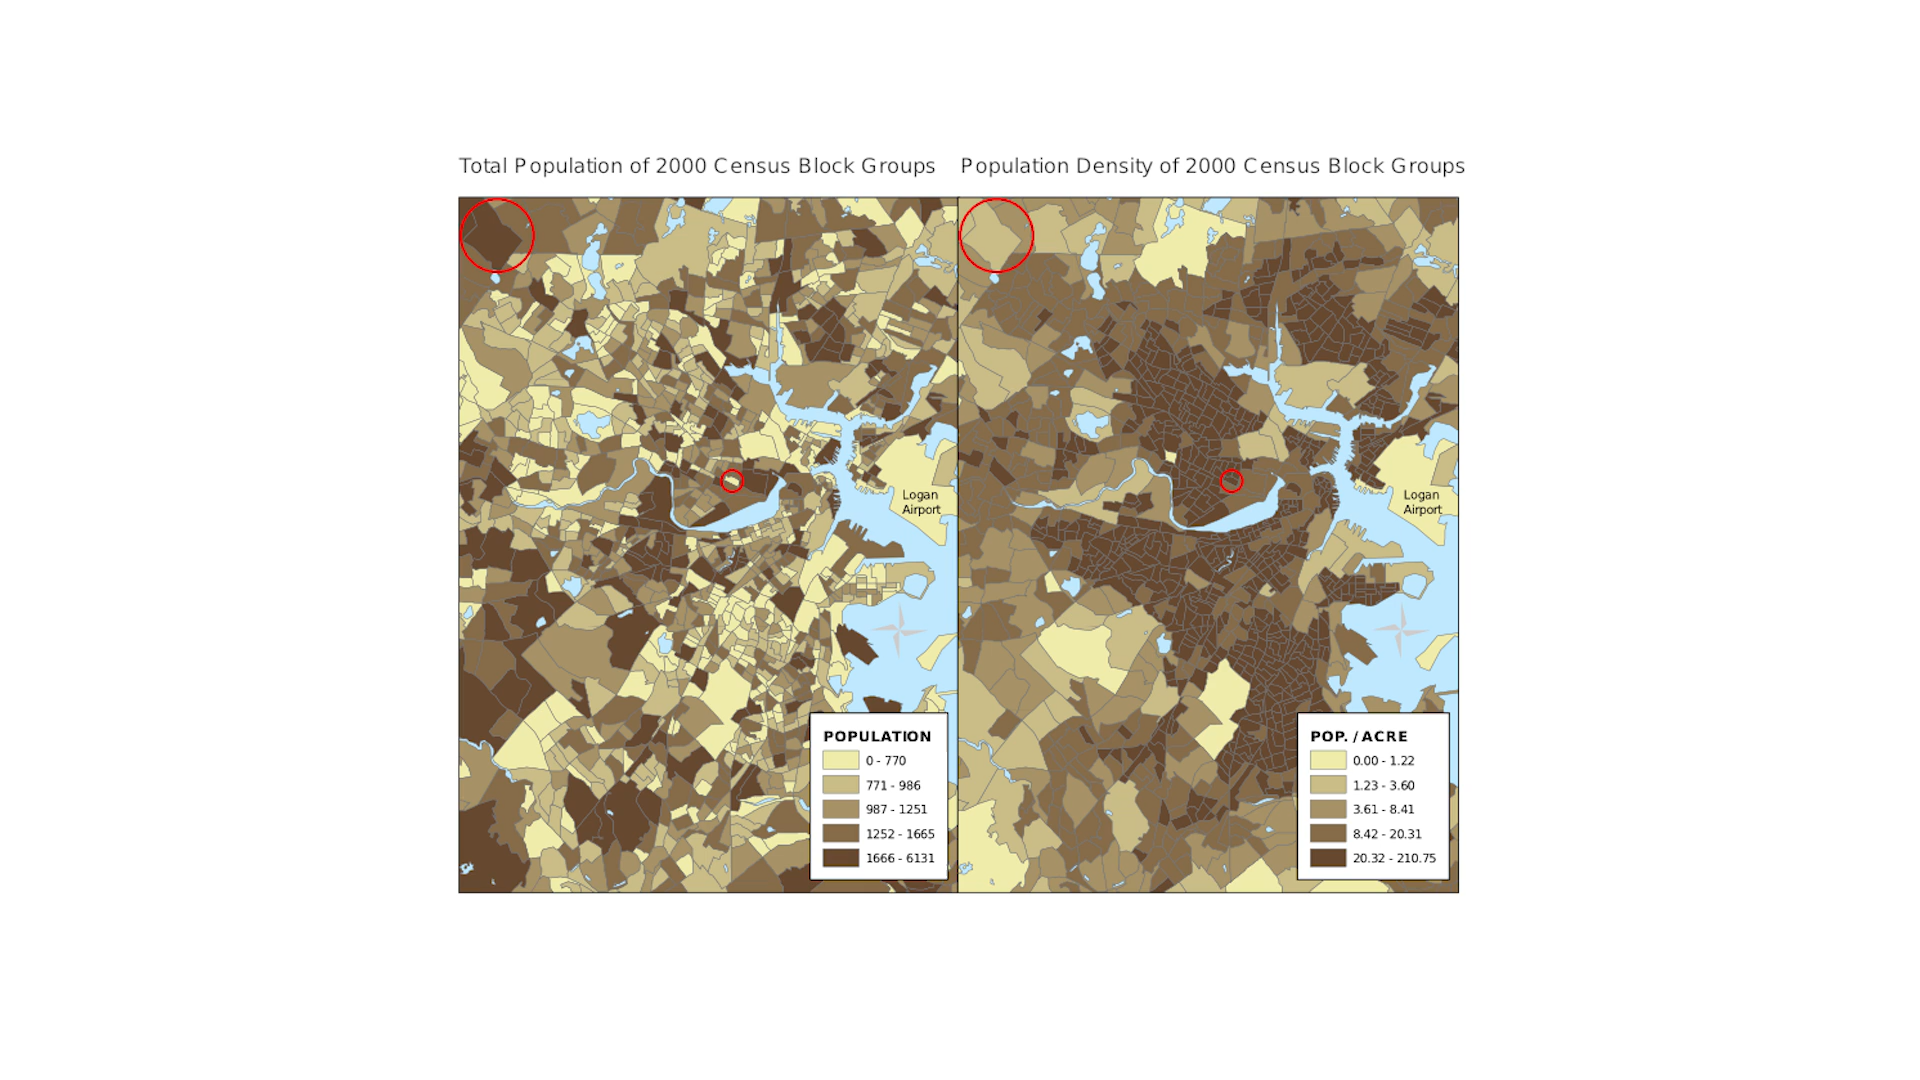 Total Population of 2000 Census Block Groups
Population Density of 2000 Census Block Groups
Logan
Airport
Logan
Airport
POPULATION
0 - 770
771 - 986
987 - 1251
1252 - 1665
1666 - 6131
POP. / ACRE
0.00 - 1.22
1.23 - 3.60
3.61 - 8.41
8.42 - 20.31
20.32 - 210.75